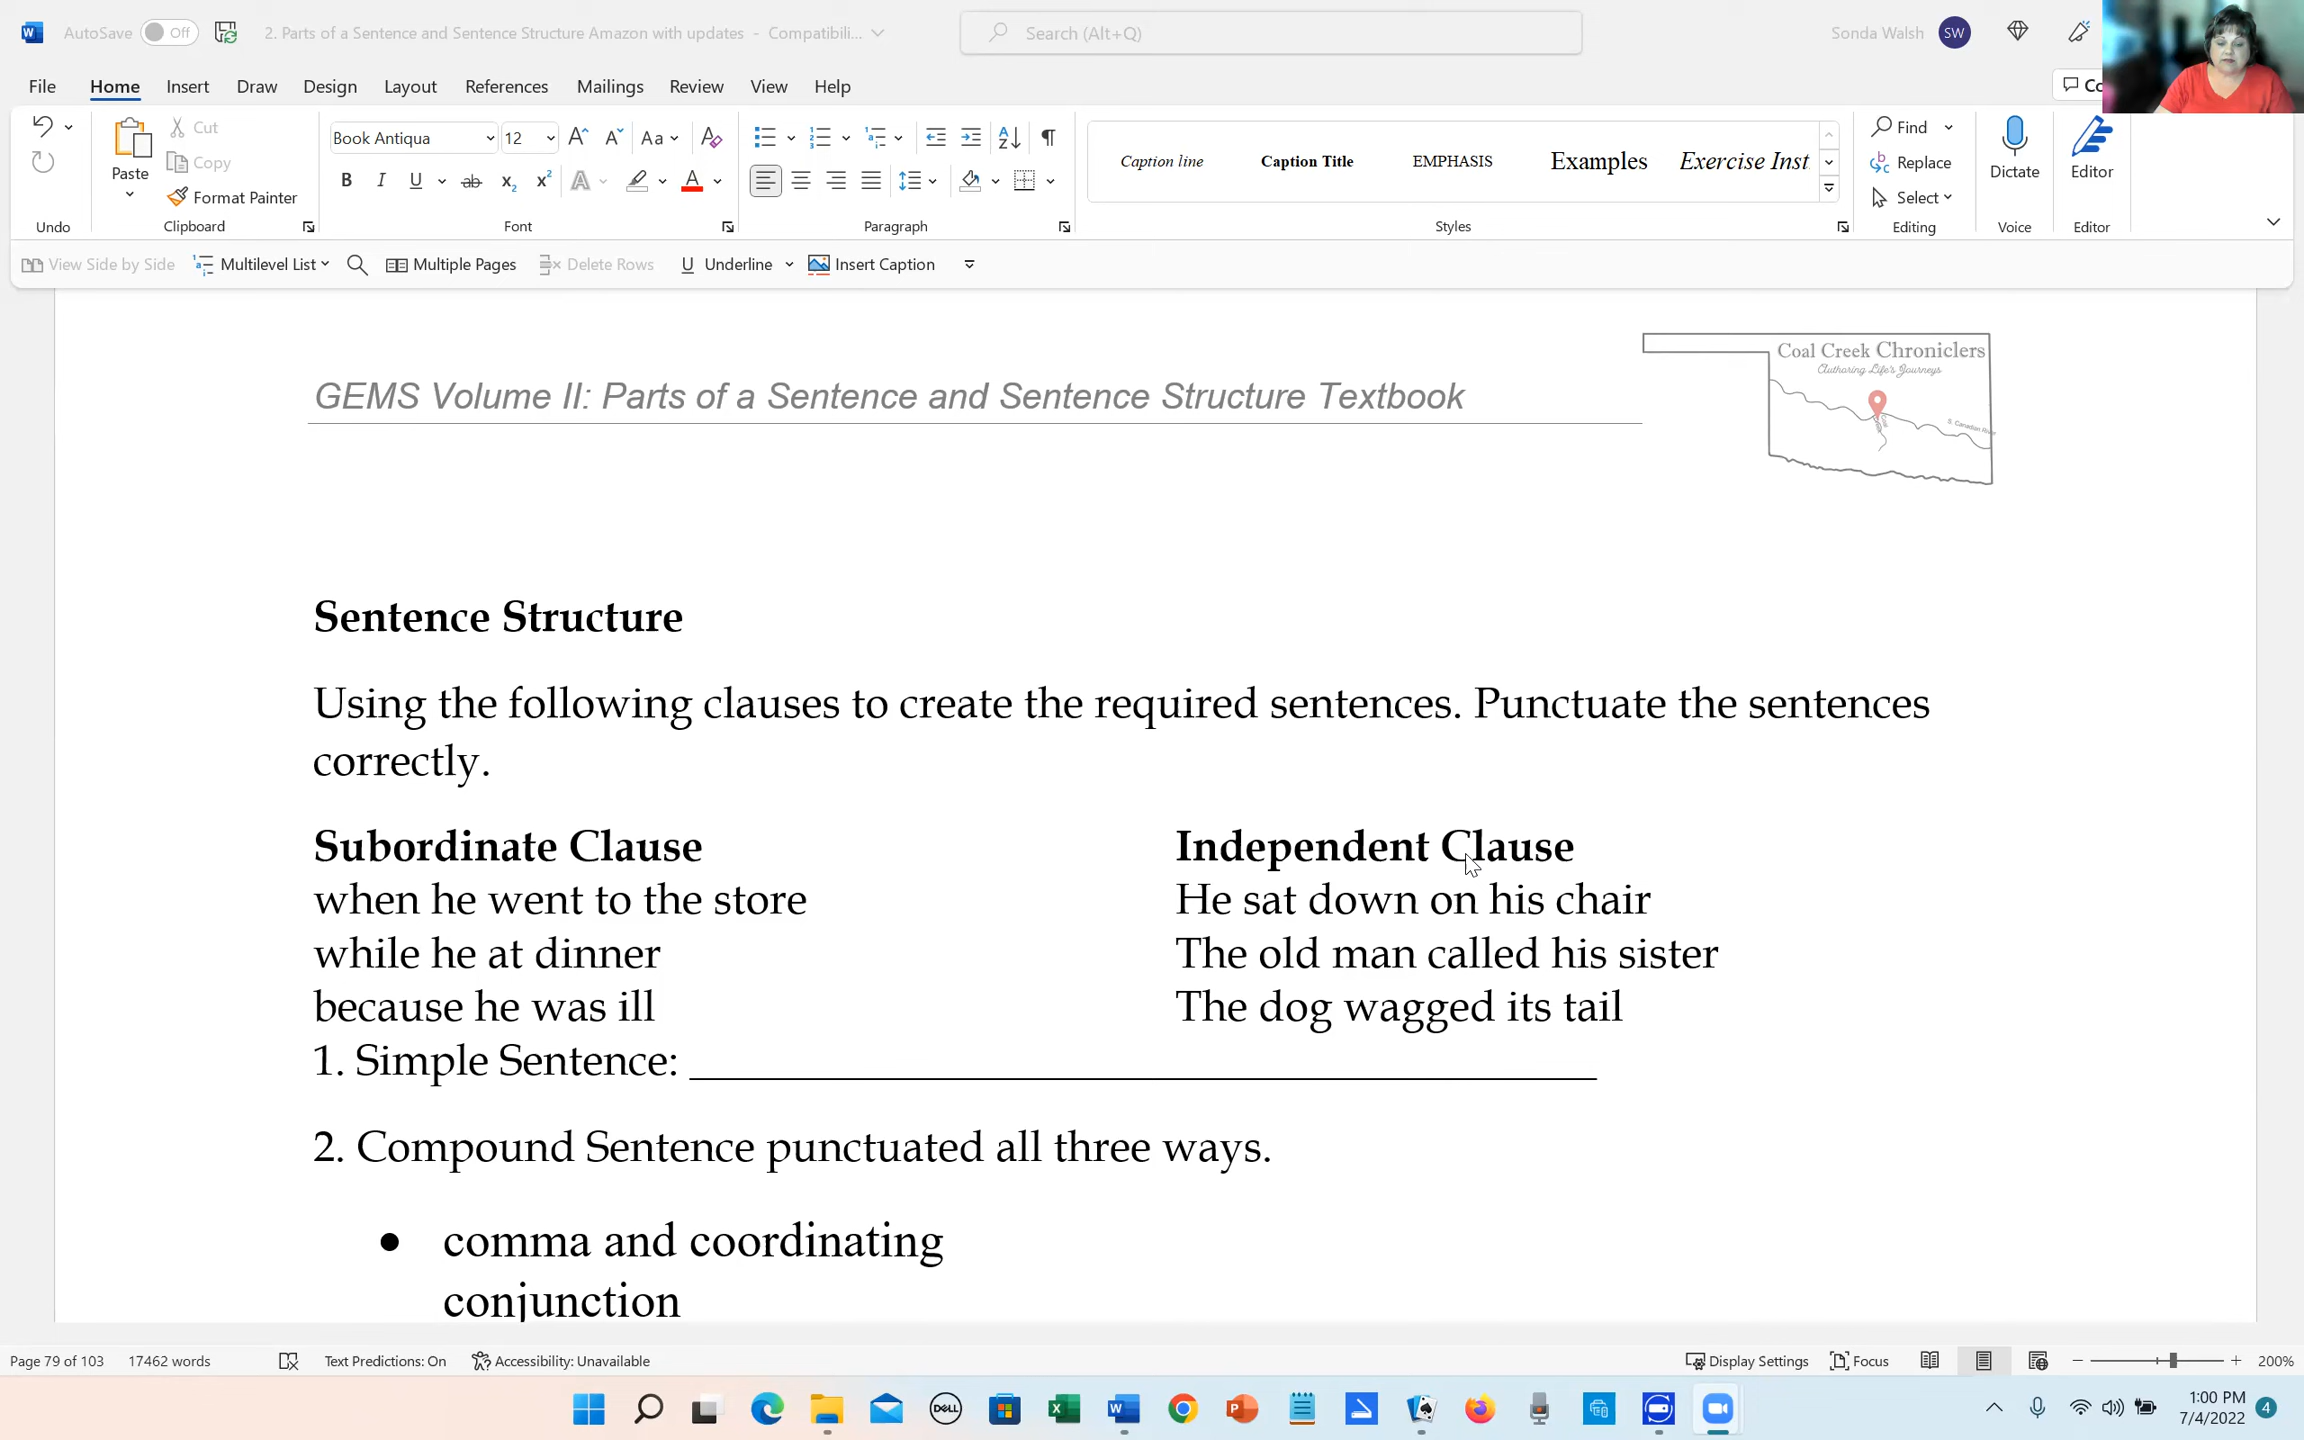 AutoSave Off 2. Parts of a Sentence and Sentence Structure Amazon with updates - Compatibili... Search (Alt+Q) Sonda Walsh SW
File Home Insert Draw Design Layout References Mailings Review View Help Co
Paste Cut Copy Format Painter
Book Antiqua 12 Aa
Caption line Caption Title EMPHASIS Examples Exercise Inst
Find Replace Select Dictate Editor
Undo Clipboard Font Paragraph Styles Editing Voice Editor
View Side by Side Multilevel List Multiple Pages Delete Rows Underline Insert Caption
GEMS Volume II: Parts of a Sentence and Sentence Structure Textbook
Coal Creek Chroniclers
Authoring Life's Journeys
S. Canadian River
Sentence Structure
Using the following clauses to create the required sentences. Punctuate the sentences
correctly.
Subordinate Clause Independent Clause
when he went to the store He sat down on his chair
while he at dinner The old man called his sister
because he was ill The dog wagged its tail
1. Simple Sentence:
2. Compound Sentence punctuated all three ways.
• comma and coordinating
conjunction
Page 79 of 103 17462 words Text Predictions: On Accessibility: Unavailable Display Settings Focus 200%
DELL
1:00 PM
7/4/2022 4